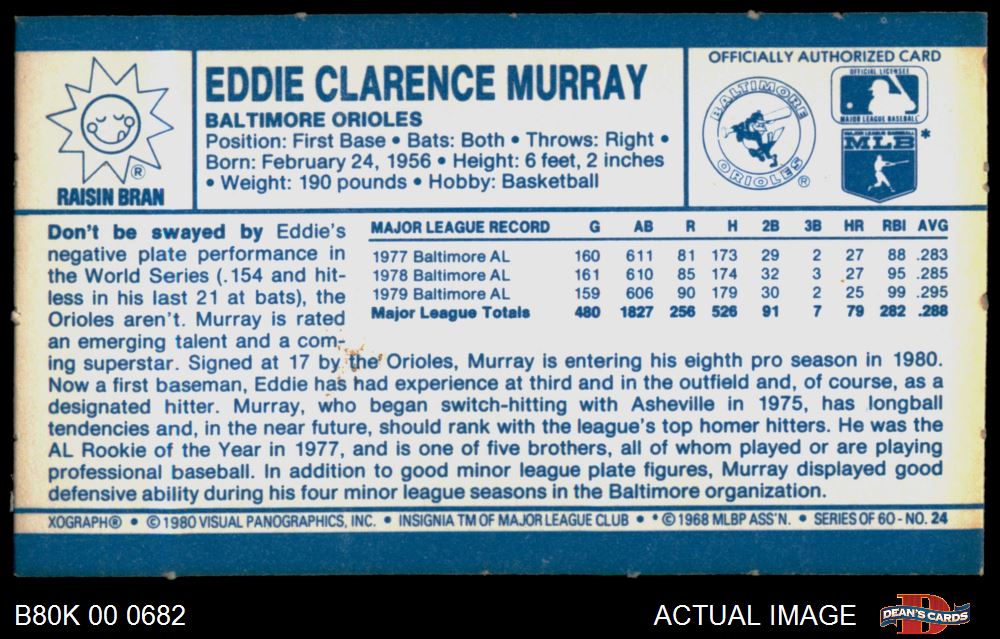 ®
RAISIN BRAN
EDDIE CLARENCE MURRAY
BALTIMORE ORIOLES
Position: First Base • Bats: Both • Throws: Right •
Born: February 24, 1956 • Height: 6 feet, 2 inches
• Weight: 190 pounds • Hobby: Basketball
OFFICIALLY AUTHORIZED CARD
BALTIMORE
ORIOLES
®
OFFICIAL LICENSEE
MAJOR LEAGUE BASEBALL
MAJOR LEAGUE BASEBALL
MLB
*
Don't be swayed by Eddie's
negative plate performance in
the World Series (.154 and hit-
less in his last 21 at bats), the
Orioles aren't. Murray is rated
an emerging talent and a com-
MAJOR LEAGUE RECORD G AB R H 2B 3B HR RBI AVG
1977 Baltimore AL 160 611 81 173 29 2 27 88 .283
1978 Baltimore AL 161 610 85 174 32 3 27 95 .285
1979 Baltimore AL 159 606 90 179 30 2 25 99 .295
Major League Totals 480 1827 256 526 91 7 79 282 .288
ing superstar. Signed at 17 by the Orioles, Murray is entering his eighth pro season in 1980.
Now a first baseman, Eddie has had experience at third and in the outfield and, of course, as a
designated hitter. Murray, who began switch-hitting with Asheville in 1975, has longball
tendencies and, in the near future, should rank with the league's top homer hitters. He was the
AL Rookie of the Year in 1977, and is one of five brothers, all of whom played or are playing
professional baseball. In addition to good minor league plate figures, Murray displayed good
defensive ability during his four minor league seasons in the Baltimore organization.
XOGRAPH® • © 1980 VISUAL PANOGRAPHICS, INC. • INSIGNIA TM OF MAJOR LEAGUE CLUB • * © 1968 MLBP ASS'N. • SERIES OF 60 - NO. 24
B80K 00 0682
ACTUAL IMAGE
DEAN'S CARDS